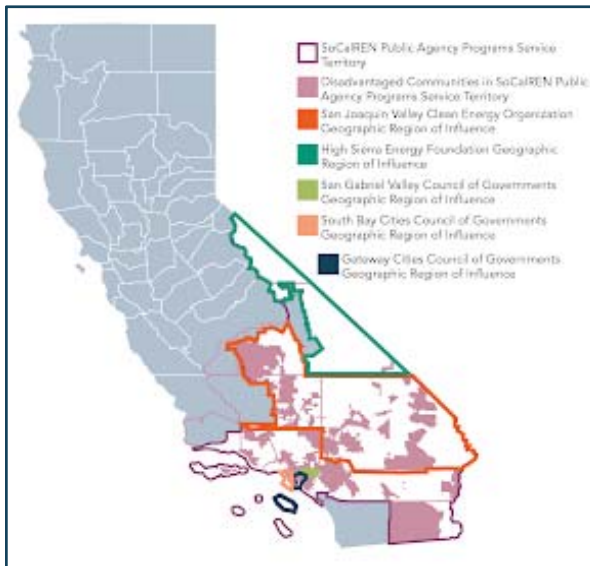 SoCalREN Public Agency Programs Service
Territory
Disadvantaged Communities in SoCalREN Public
Agency Programs Service Territory
San Joaquin Valley Clean Energy Organization
Geographic Region of Influence
High Sierra Energy Foundation Geographic
Region of Influence
San Gabriel Valley Council of Governments
Geographic Region of Influence
South Bay Cities Council of Governments
Geographic Region of Influence
Gateway Cities Council of Governments
Geographic Region of Influence